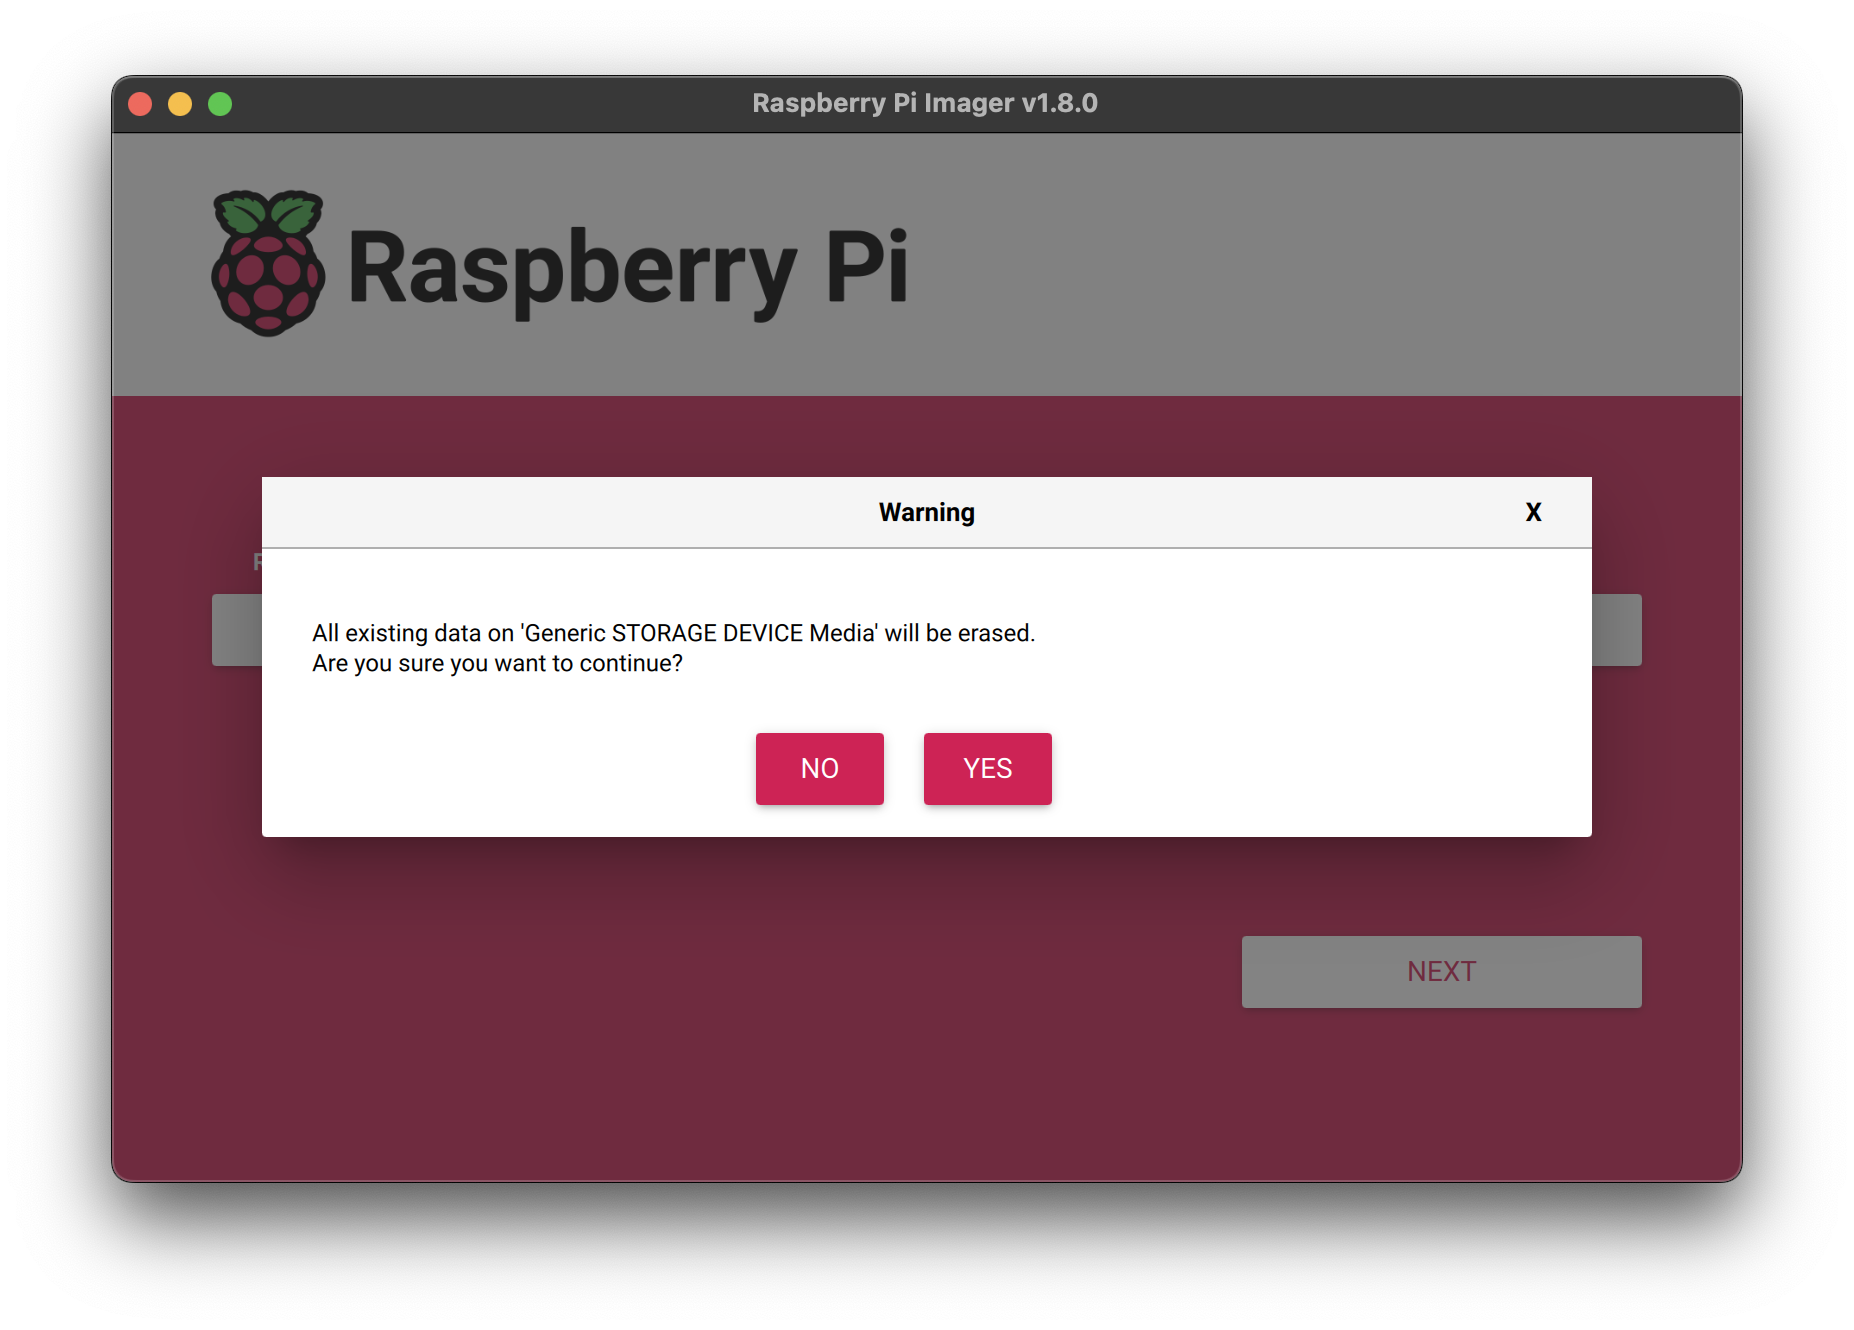 Raspberry Pi Imager v1.8.0
Raspberry Pi
Warning
X
All existing data on 'Generic STORAGE DEVICE Media' will be erased.
Are you sure you want to continue?
NO
YES
NEXT